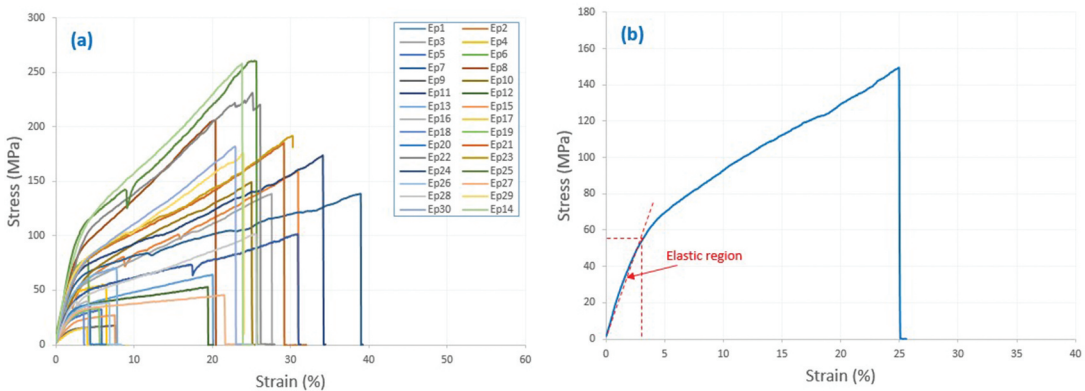 (a)
300
250
200
150
100
50
0
0 10 20 30 40 50 60
Stress (MPa)
Strain (%)
Ep1 Ep2
Ep3 Ep4
Ep5 Ep6
Ep7 Ep8
Ep9 Ep10
Ep11 Ep12
Ep13 Ep15
Ep16 Ep17
Ep18 Ep19
Ep20 Ep21
Ep22 Ep23
Ep24 Ep25
Ep26 Ep27
Ep28 Ep29
Ep30 Ep14
(b)
180
160
140
120
100
80
60
40
20
0
0 5 10 15 20 25 30 35 40
Stress (MPa)
Strain (%)
Elastic region